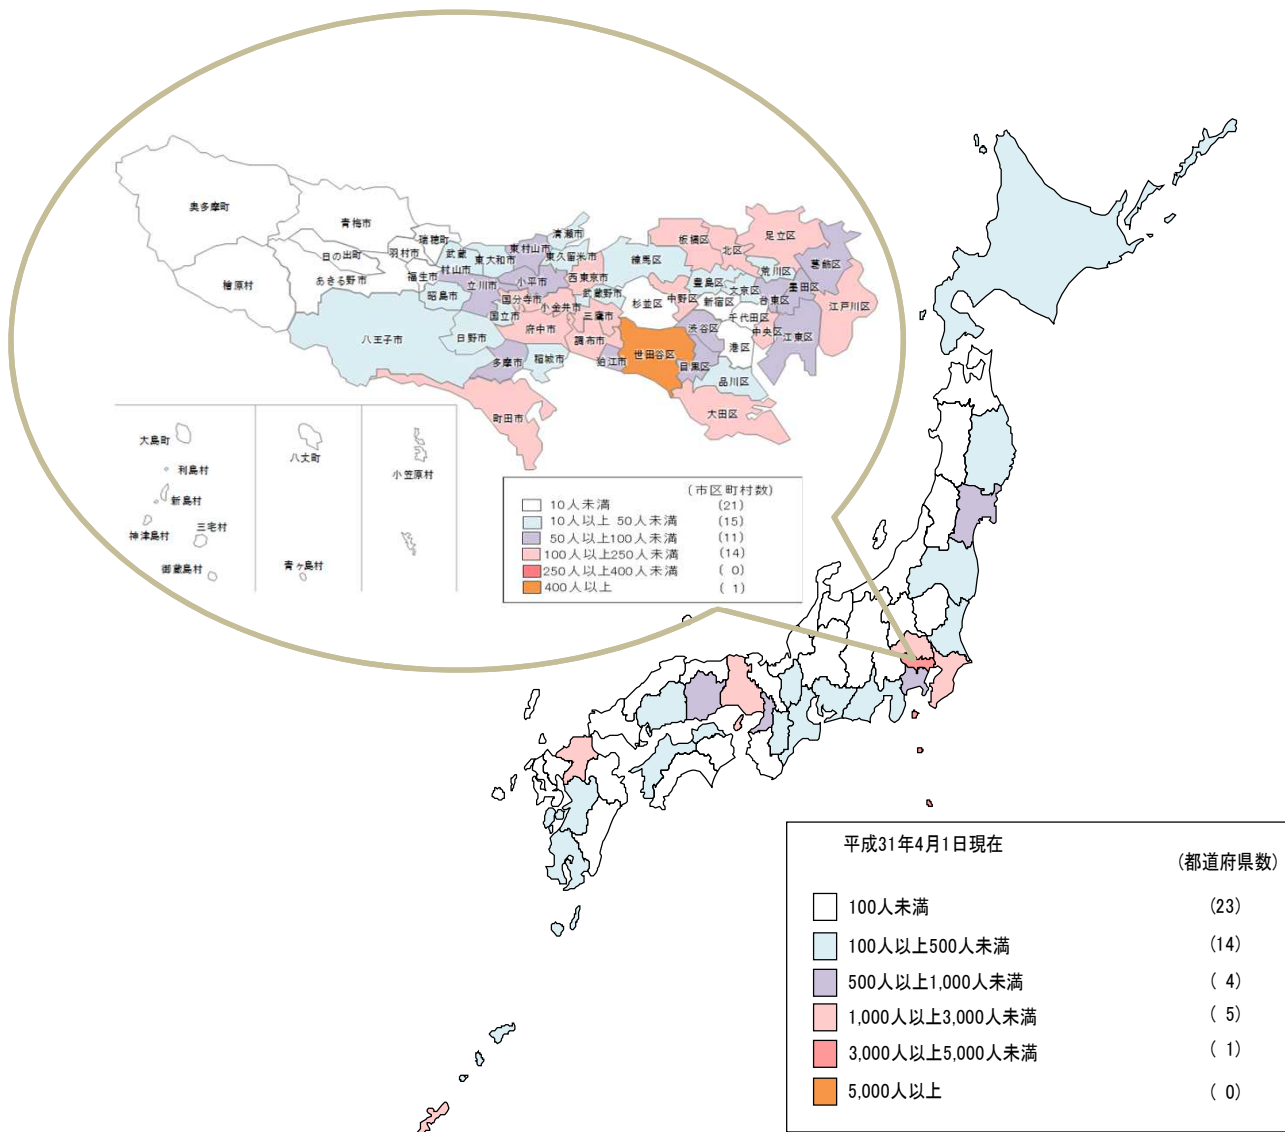 奥多摩町
青梅市
瑞穂町
日の出町
羽村市
武蔵
村山市
東大和市
東村山市
清瀬市
東久留米市
西東京市
練馬区
板橋区
北区
足立区
葛飾区
荒川区
檜原村
あきる野市
福生市
昭島市
立川市
小平市
国分寺市
小金井市
武蔵野市
杉並区
中野区
豊島区
文京区
新宿区
台東区
墨田区
江戸川区
八王子市
日野市
国立市
府中市
三鷹市
調布市
世田谷区
渋谷区
千代田区
中央区
港区
江東区
多摩市
稲城市
狛江市
目黒区
品川区
町田市
大田区
大島町
利島村
新島村
神津島村
三宅村
御蔵島村
八丈町
青ヶ島村
小笠原村
(市区町村数)
10人未満 (21)
10人以上 50人未満 (15)
50人以上100人未満 (11)
100人以上250人未満 (14)
250人以上400人未満 ( 0)
400人以上 ( 1)
平成31年4月1日現在
(都道府県数)
100人未満 (23)
100人以上500人未満 (14)
500人以上1,000人未満 ( 4)
1,000人以上3,000人未満 ( 5)
3,000人以上5,000人未満 ( 1)
5,000人以上 ( 0)